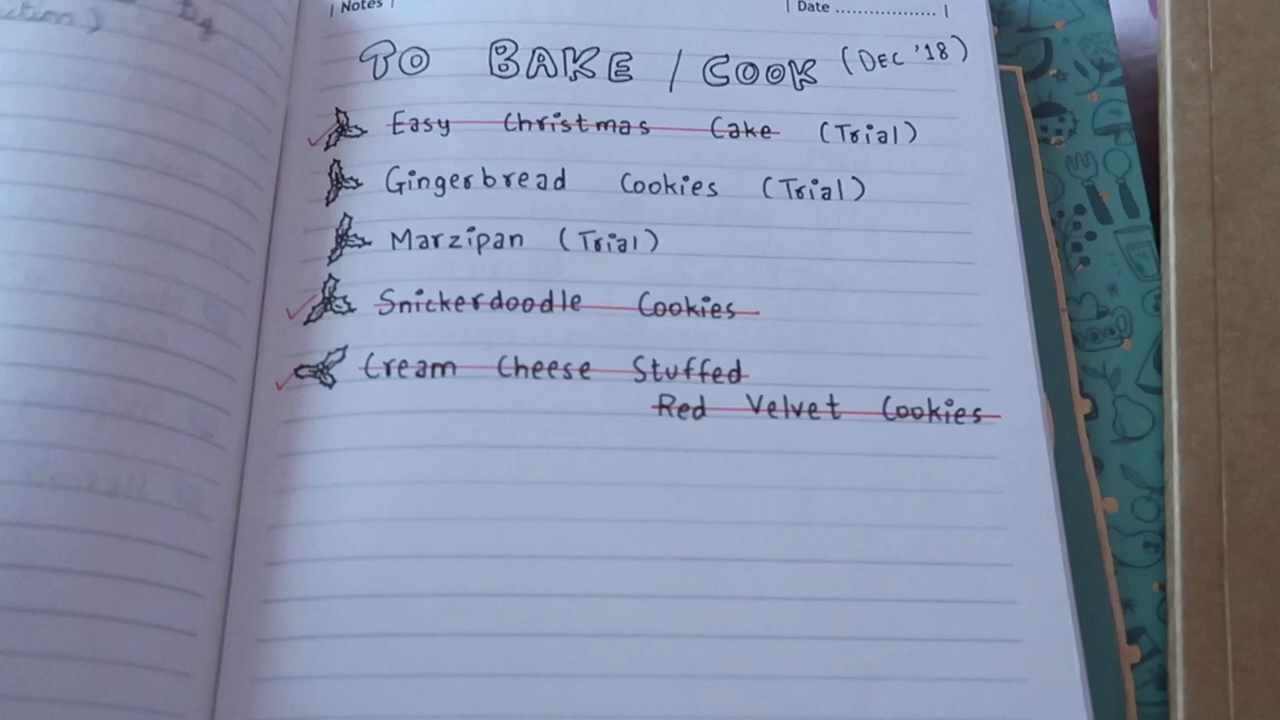 Notes
Date
TO BAKE / COOK (DEC '18)
Easy Christmas Cake (Trial)
Gingerbread Cookies (Trial)
Marzipan (Trial)
Snickerdoodle Cookies
Cream Cheese Stuffed
Red Velvet Cookies